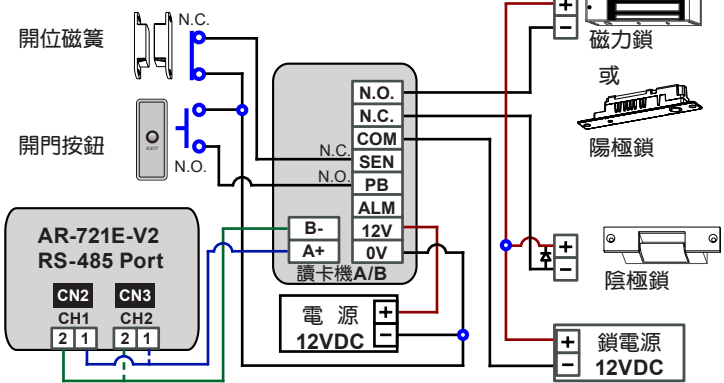 開位磁簧
N.C.
開門按鈕
EXIT
N.O.
N.O.
N.C.
COM
N.C.
SEN
N.O.
PB
ALM
B-
12V
A+
0V
讀卡機A/B
AR-721E-V2
RS-485 Port
CN2
CN3
CH1
CH2
2 1
2 1
電 源
12VDC
+
-
+
-
磁力鎖
或
陽極鎖
+
-
陰極鎖
+
-
鎖電源
12VDC